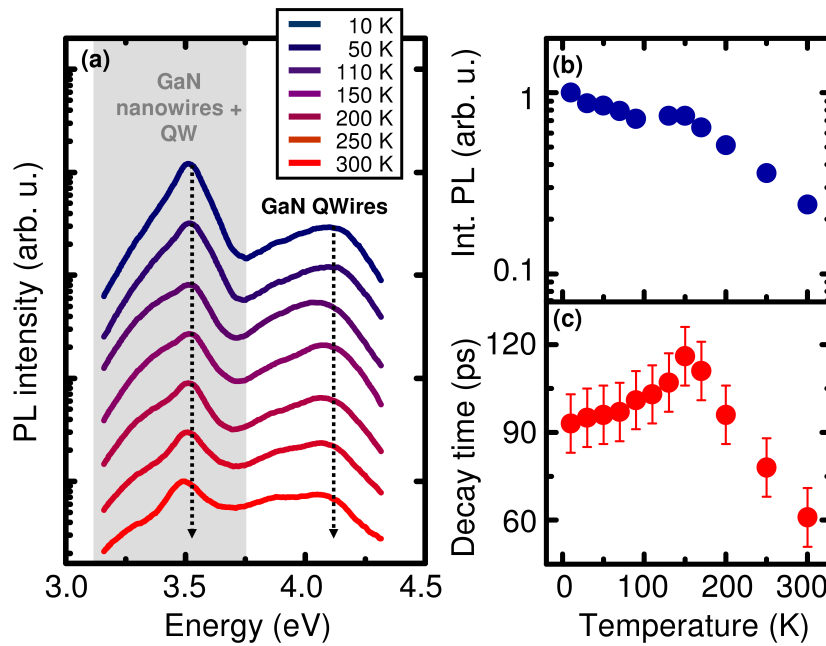 (a)
GaN
nanowires +
QW
10 K
50 K
110 K
150 K
200 K
250 K
300 K
GaN QWires
PL intensity (arb. u.)
3.0 3.5 4.0 4.5
Energy (eV)
(b)
1
0.1
Int. PL (arb. u.)
(c)
120
90
60
Decay time (ps)
0 100 200 300
Temperature (K)